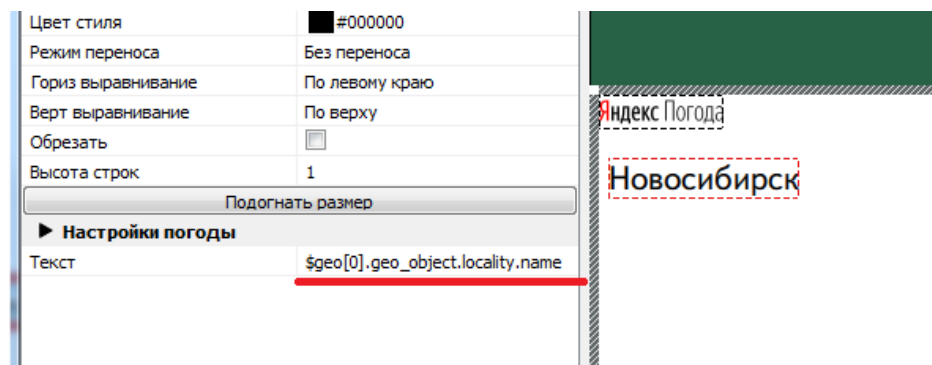 Цвет стиля #000000
Режим переноса Без переноса
Гориз выравнивание По левому краю
Верт выравнивание По верху
Обрезать
Высота строк 1
Подогнать размер
Настройки погоды
Текст $geo[0].geo_object.locality.name
Яндекс Погода
Новосибирск